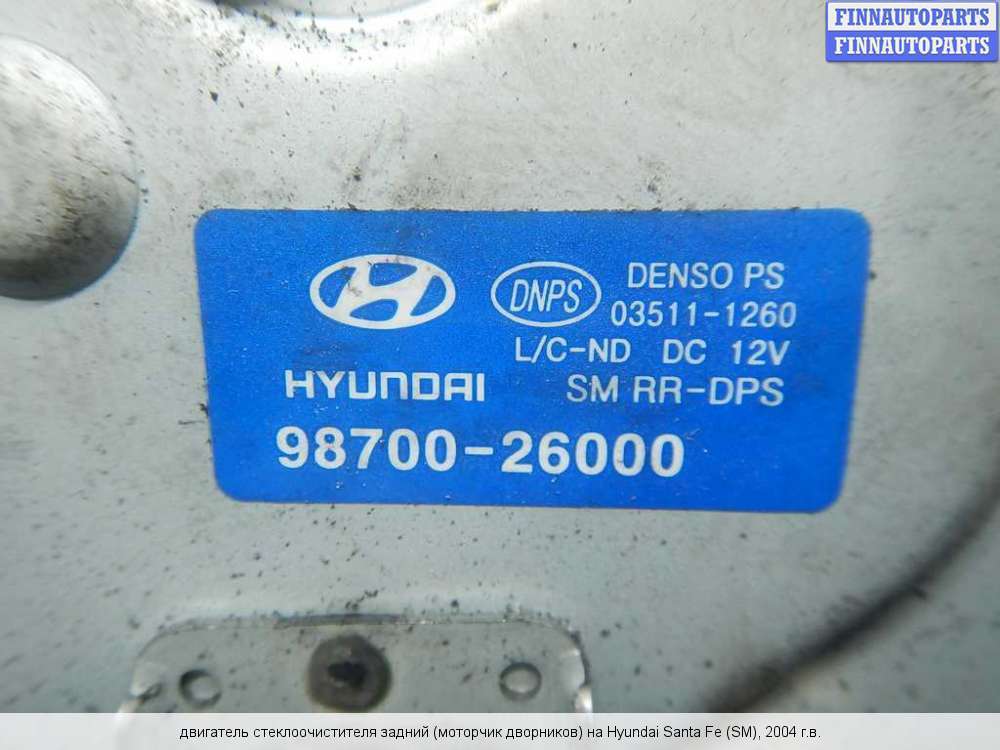 FINNAUTOPARTS
FINNAUTOPARTS
DNPS
DENSO PS
03511-1260
L/C-ND DC 12V
HYUNDAI
SM RR-DPS
98700-26000
двигатель стеклоочистителя задний (моторчик дворников) на Hyundai Santa Fe (SM), 2004 г.в.